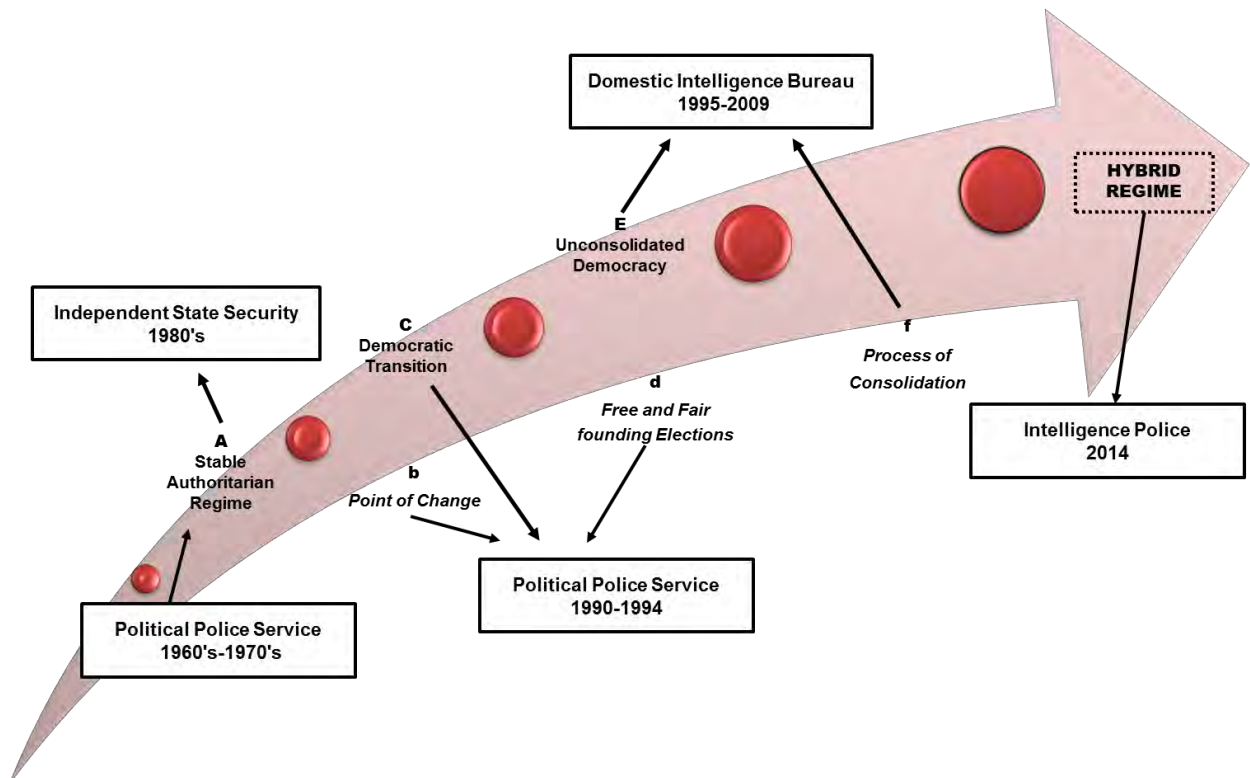 Domestic Intelligence Bureau
1995-2009
HYBRID
REGIME
E
Unconsolidated
Democracy
Independent State Security
1980's
C
Democratic
Transition
f
Process of
Consolidation
d
Free and Fair
founding Elections
Intelligence Police
2014
A
Stable
Authoritarian
Regime
b
Point of Change
Political Police Service
1990-1994
Political Police Service
1960's-1970's